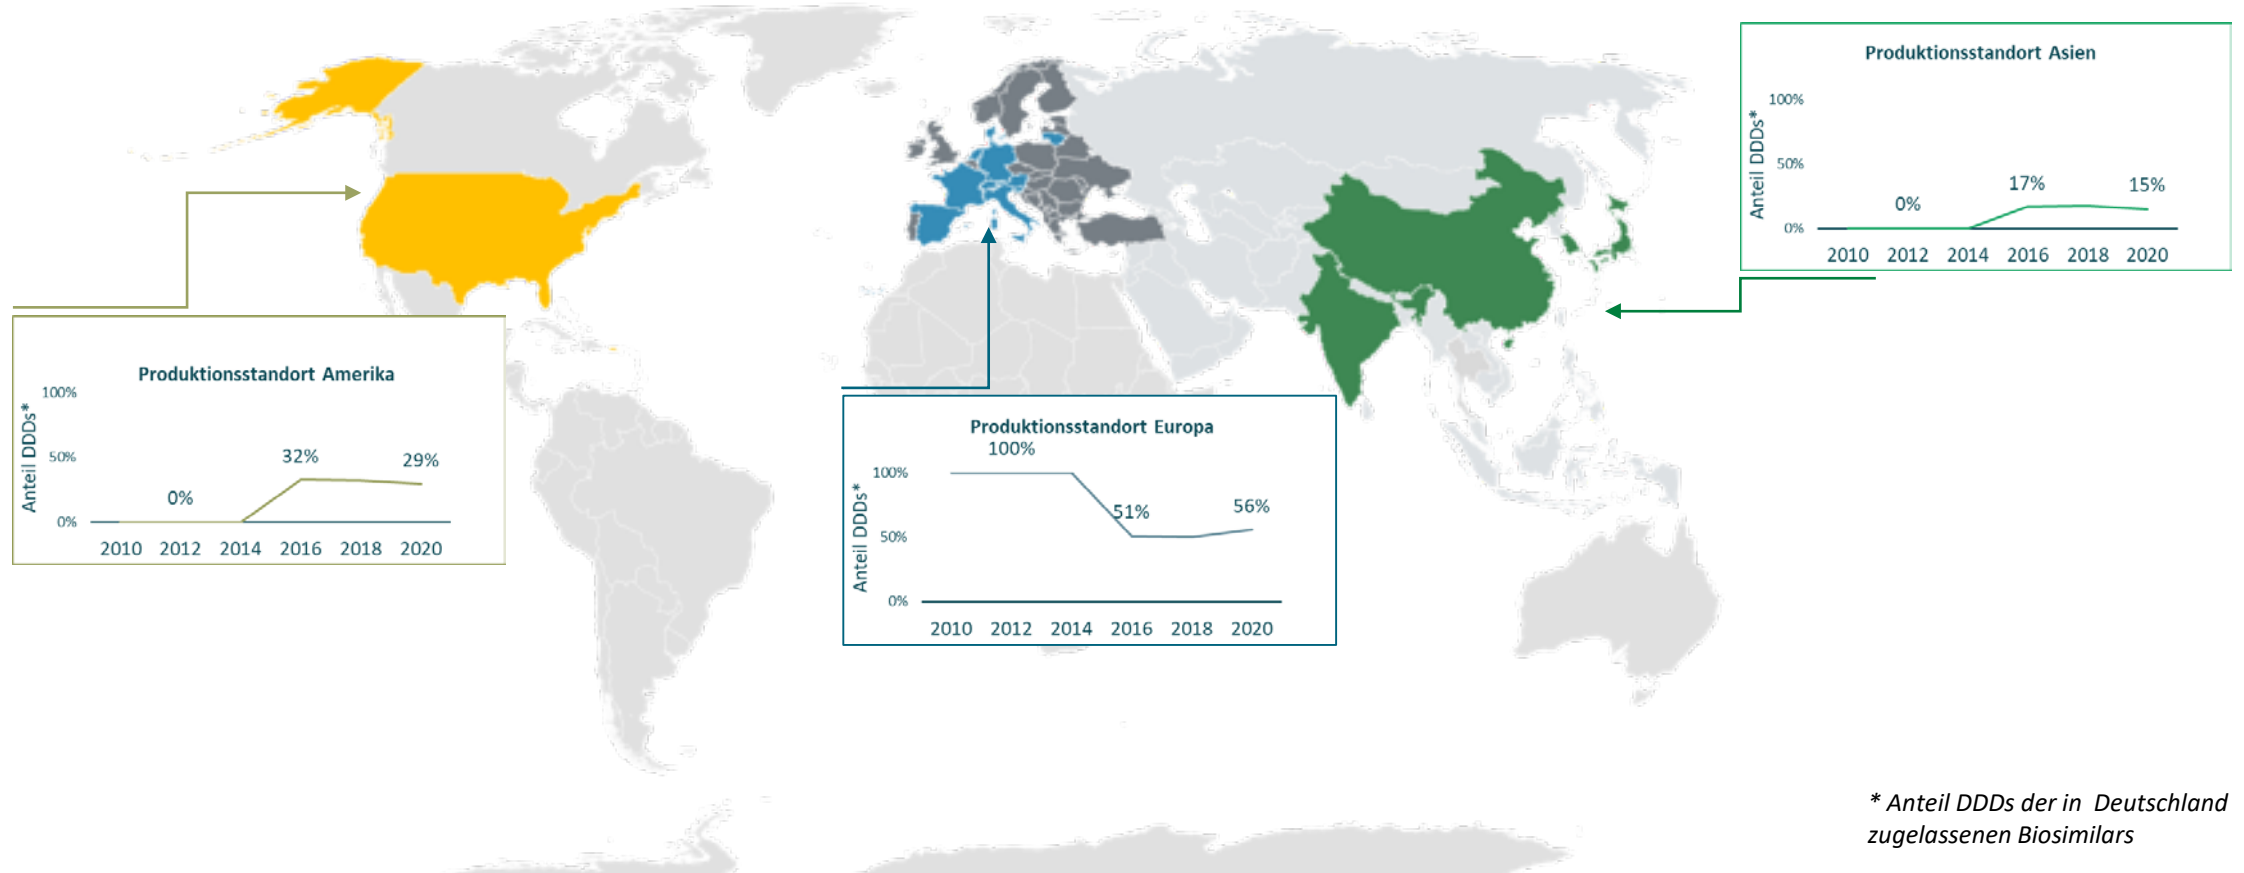 Produktionsstandort Amerika
Anteil DDDs*
100%
50%
0%
0%
32%
29%
2010 2012 2014 2016 2018 2020
Produktionsstandort Europa
Anteil DDDs*
100%
100%
50%
0%
51%
56%
2010 2012 2014 2016 2018 2020
Produktionsstandort Asien
Anteil DDDs*
100%
50%
0%
0%
17%
15%
2010 2012 2014 2016 2018 2020
* Anteil DDDs der in Deutschland
zugelassenen Biosimilars